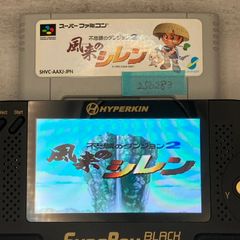 スーパーファミコン
不思議のダンジョン2
風来の
シレン
SHVC-AAXJ-JPN
HYPERKIN
不思議のダンジョン2
風来の
シレン
Y
SupaBoy BLACK